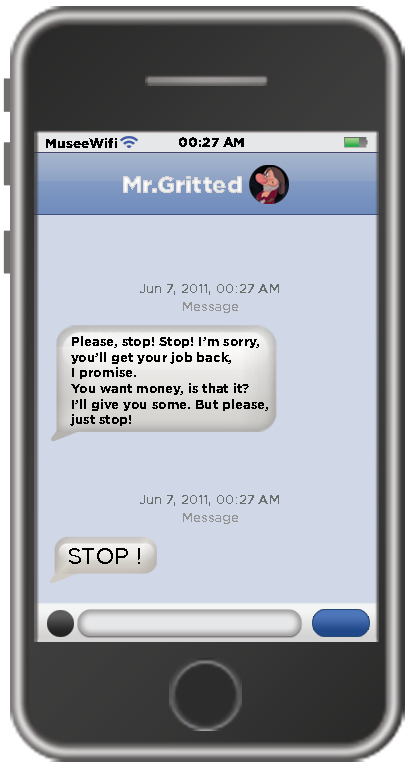 MuseeWifi 00:27 AM
Mr.Gritted
Jun 7, 2011, 00:27 AM
Message
Please, stop! Stop! I'm sorry,
you'll get your job back,
I promise.
You want money, is that it?
I'll give you some. But please,
just stop!
Jun 7, 2011, 00:27 AM
Message
STOP !